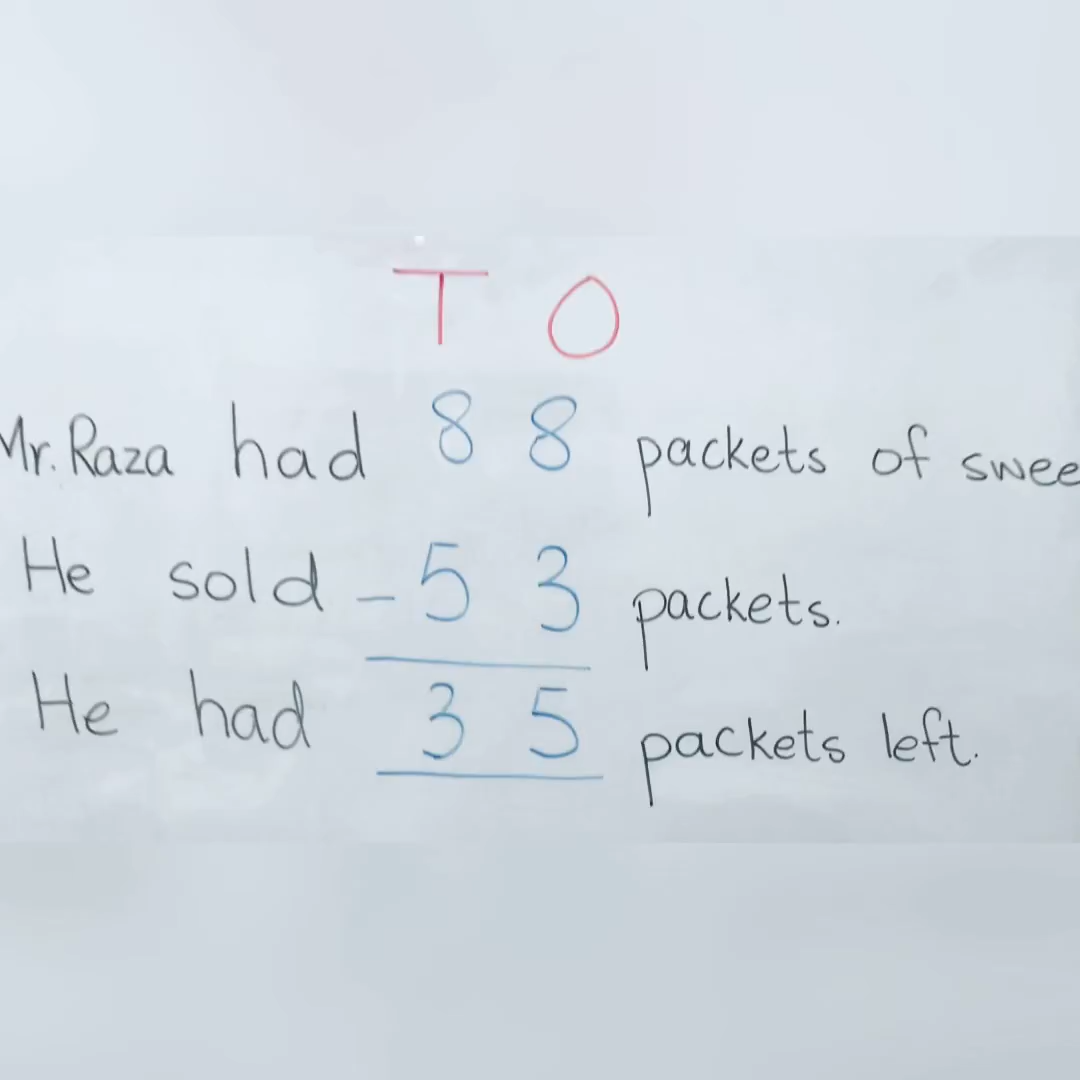 T O
Mr. Raza had 8 8 packets of swee
He sold - 5 3 packets.
He had 3 5 packets left.